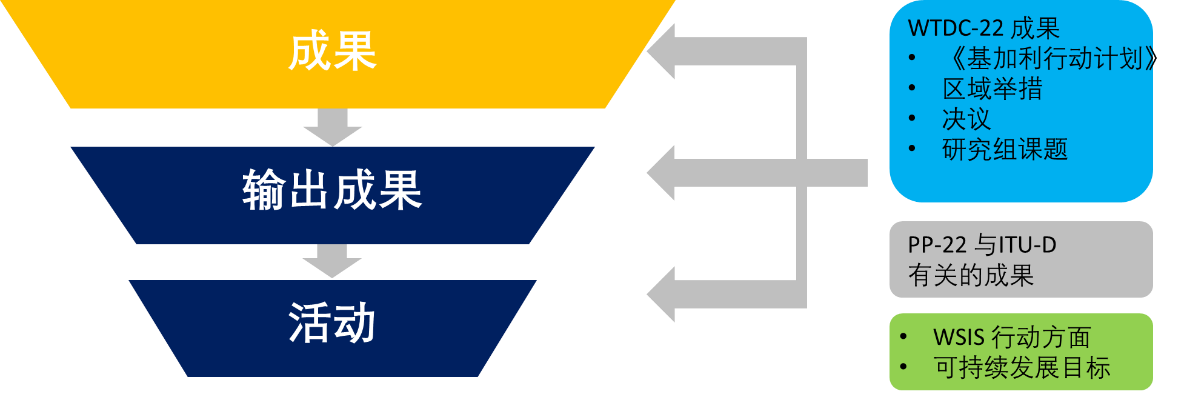 成果
输出成果
活动
WTDC-22 成果
• 《基加利行动计划》
• 区域举措
• 决议
• 研究组课题
PP-22 与ITU-D
有关的成果
• WSIS 行动方面
• 可持续发展目标